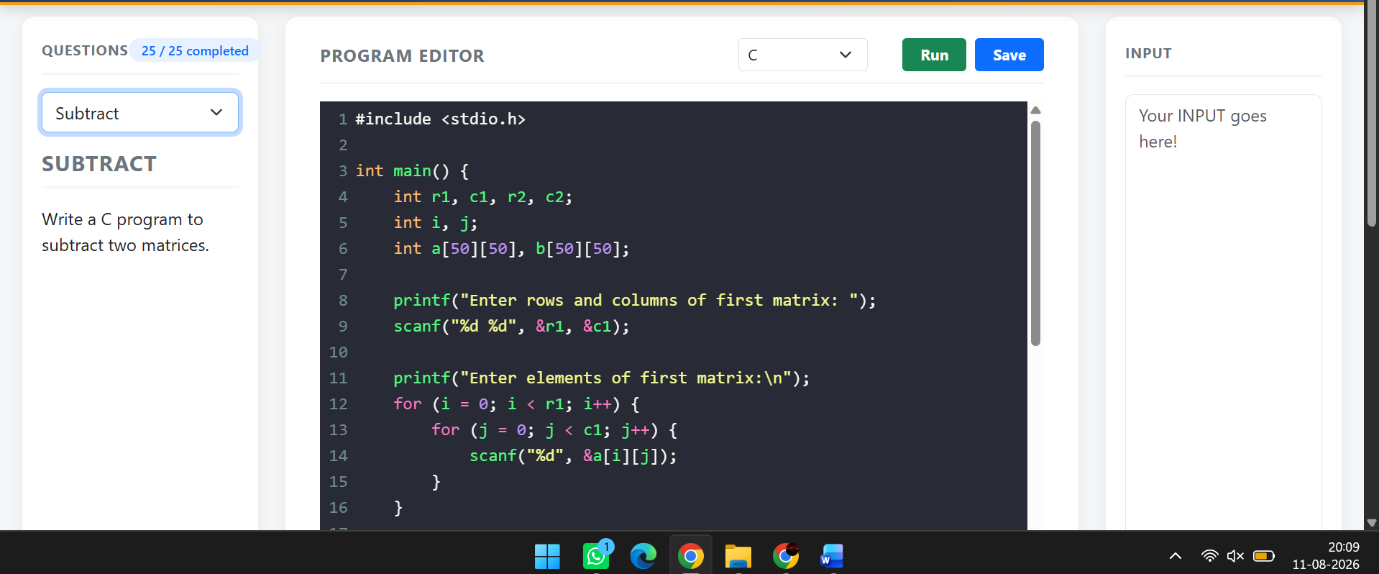 QUESTIONS 25 / 25 completed
Subtract
SUBTRACT
Write a C program to
subtract two matrices.
PROGRAM EDITOR
C
Run
Save
1 #include <stdio.h>
2
3 int main() {
4     int r1, c1, r2, c2;
5     int i, j;
6     int a[50][50], b[50][50];
7
8     printf("Enter rows and columns of first matrix: ");
9     scanf("%d %d", &r1, &c1);
10
11     printf("Enter elements of first matrix:\n");
12     for (i = 0; i < r1; i++) {
13         for (j = 0; j < c1; j++) {
14             scanf("%d", &a[i][j]);
15         }
16     }
INPUT
Your INPUT goes
here!
1
W
20:09
11-08-2026